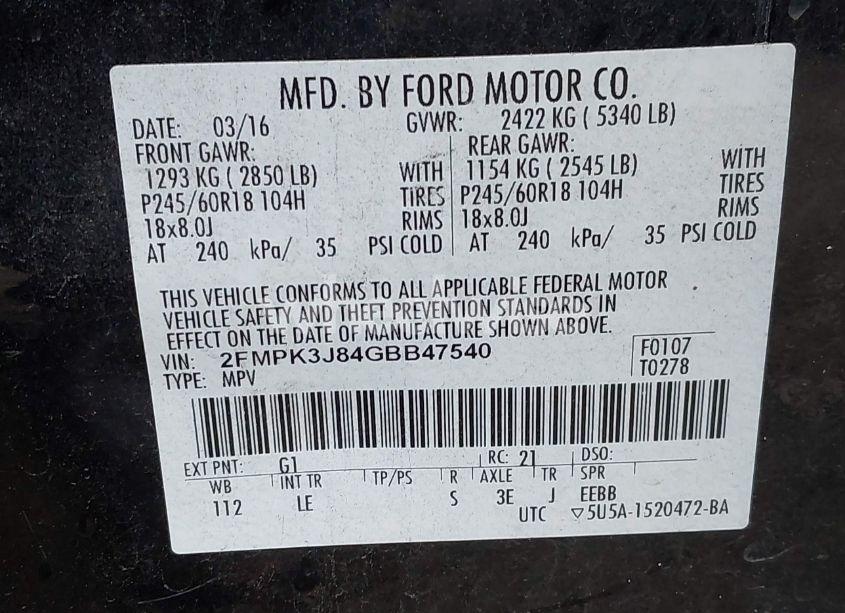 MFD. BY FORD MOTOR CO.
DATE: 03/16 GVWR: 2422 KG ( 5340 LB)
FRONT GAWR: REAR GAWR:
1293 KG ( 2850 LB) WITH 1154 KG ( 2545 LB) WITH
P245/60R18 104H TIRES P245/60R18 104H TIRES
18x8.0J RIMS 18x8.0J RIMS
AT 240 kPa/ 35 PSI COLD AT 240 kPa/ 35 PSI COLD
THIS VEHICLE CONFORMS TO ALL APPLICABLE FEDERAL MOTOR
VEHICLE SAFETY AND THEFT PREVENTION STANDARDS IN
EFFECT ON THE DATE OF MANUFACTURE SHOWN ABOVE.
VIN: 2FMPK3J84GBB47540 F0107
TYPE: MPV T0278
EXT PNT: G1 RC: 21 DSO:
WB INT TR TP/PS R AXLE TR SPR
112 LE S 3E J EEBB
UTC ▽5U5A-1520472-BA